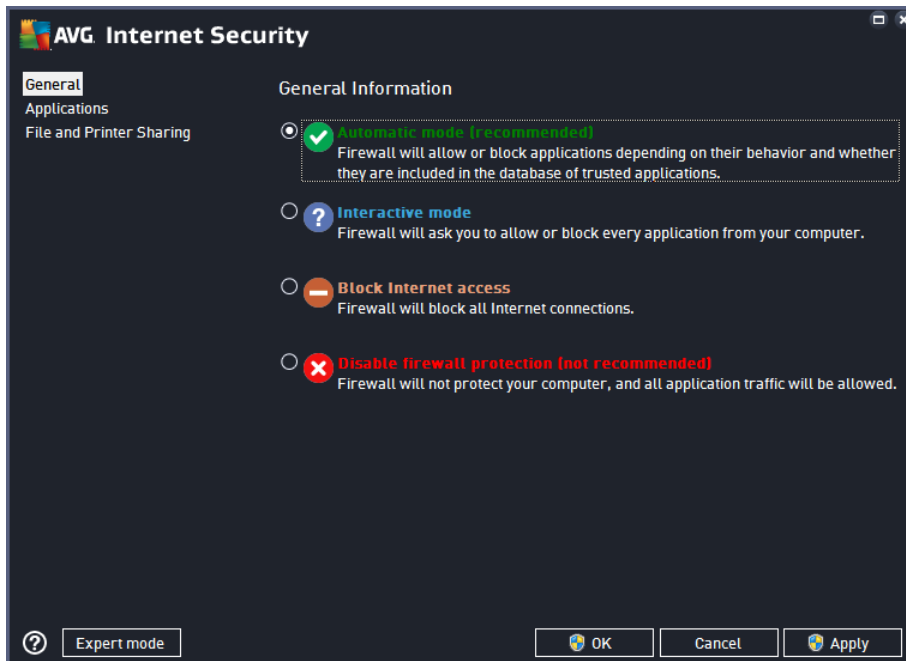 AVG. Internet Security
General
Applications
File and Printer Sharing
General Information
Automatic mode (recommended)
Firewall will allow or block applications depending on their behavior and whether
they are included in the database of trusted applications.
Interactive mode
Firewall will ask you to allow or block every application from your computer.
Block Internet access
Firewall will block all Internet connections.
Disable firewall protection (not recommended)
Firewall will not protect your computer, and all application traffic will be allowed.
Expert mode
OK
Cancel
Apply